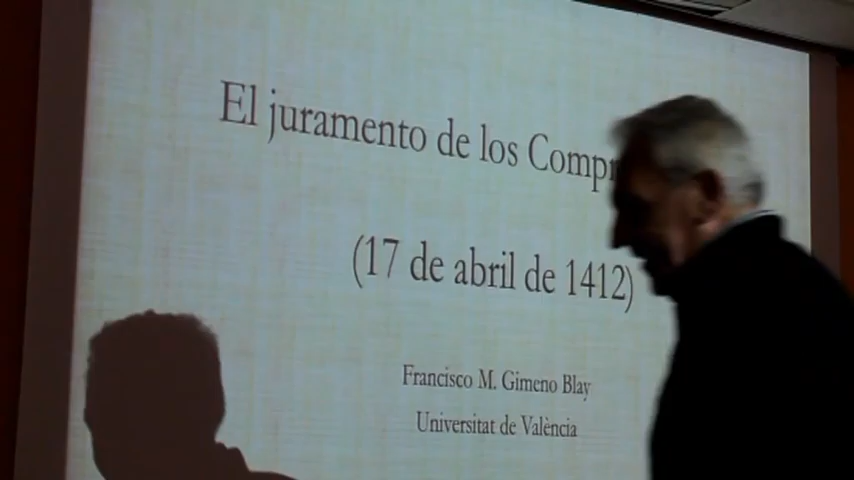 El juramento de los
(17 de abril de 1412)
Francisco M. Gimeno Blay
Universitat de València